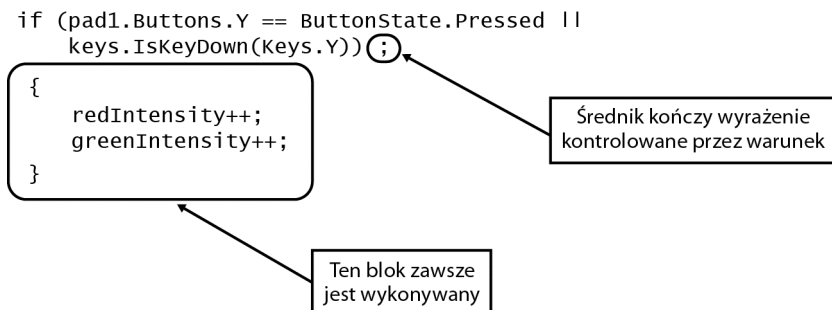 if (pad1.Buttons.Y == ButtonState.Pressed ||
keys.IsKeyDown(Keys.Y)) ;
{
redIntensity++;
greenIntensity++;
}
Średnik kończy wyrażenie
kontrolowane przez warunek
Ten blok zawsze
jest wykonywany